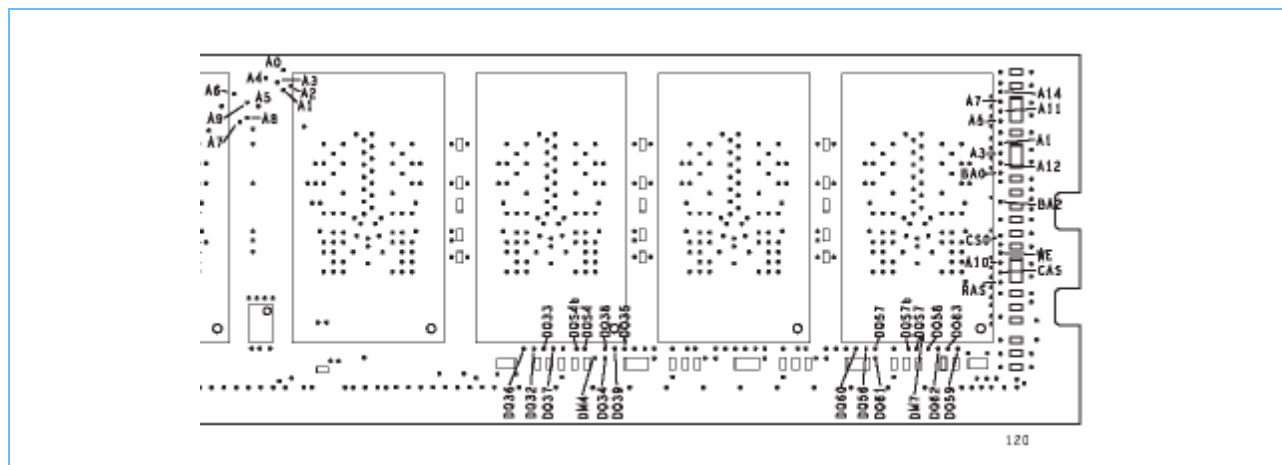 A0
A4
A3
A6
A2
A5
A1
A9
A8
A7
A14
A7
A11
A5
A1
A3
A12
BA0
BA2
CS0
WE
A10
CAS
RAS
DQ33
DQS4b
DQS4
DQ38
DQ35
DQ57
DQS7b
DQS7
DQ58
DQ63
DQ36
DQ32
DQ37
DM4
DQ34
DQ39
DQ60
DQ56
DQ61
DM7
DQ62
DQ59
120